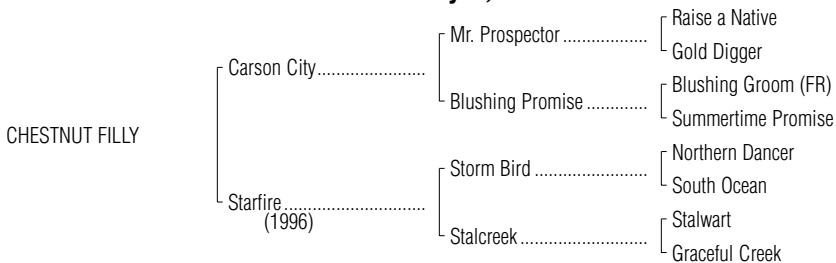 Raise a Native
Mr. Prospector ....................
Gold Digger
Carson City..........................
Blushing Groom (FR)
Blushing Promise ..............
Summertime Promise
CHESTNUT FILLY
Northern Dancer
Storm Bird ...........................
South Ocean
Starfire ..................................
(1996)
Stalwart
Stalcreek..............................
Graceful Creek